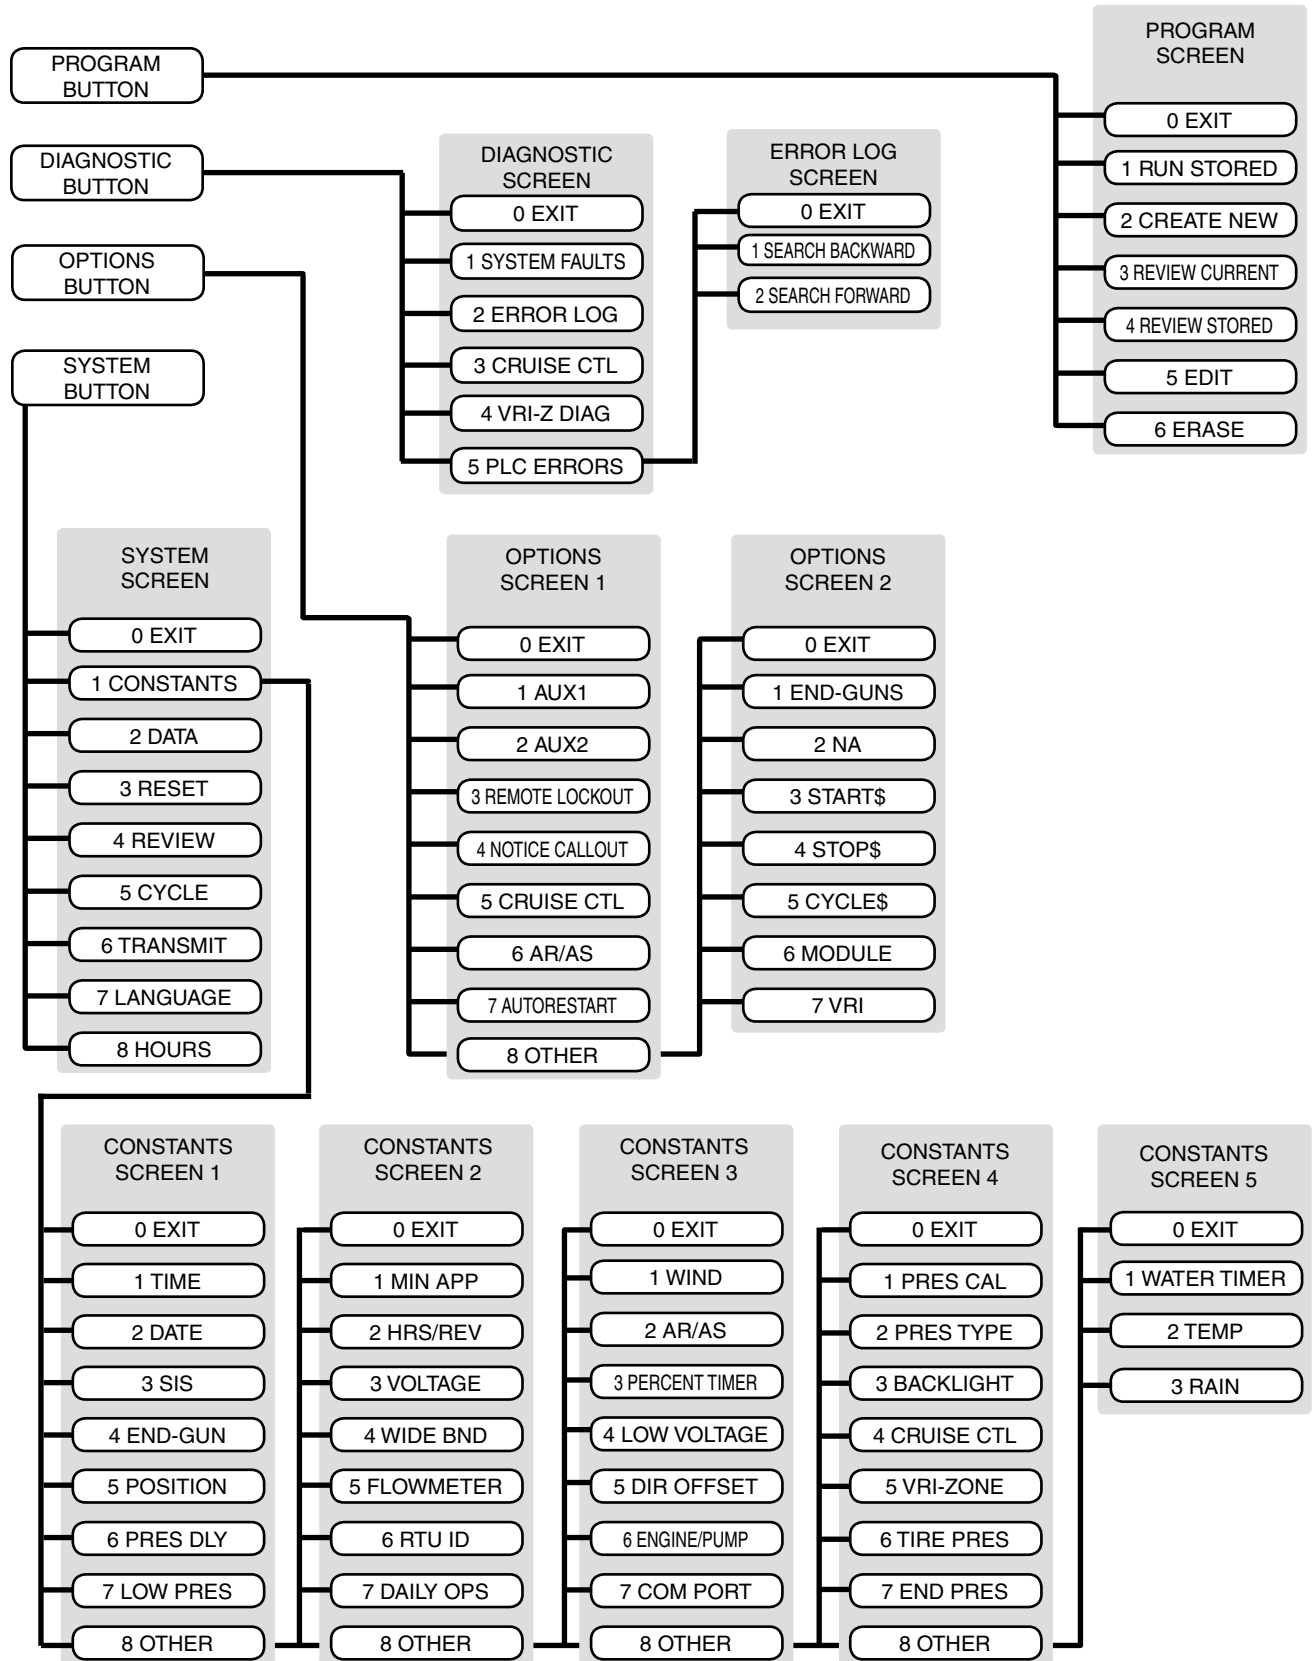 PROGRAM
BUTTON
DIAGNOSTIC
BUTTON
OPTIONS
BUTTON
SYSTEM
BUTTON
PROGRAM
SCREEN
0 EXIT
1 RUN STORED
2 CREATE NEW
3 REVIEW CURRENT
4 REVIEW STORED
5 EDIT
6 ERASE
DIAGNOSTIC
SCREEN
0 EXIT
1 SYSTEM FAULTS
2 ERROR LOG
3 CRUISE CTL
4 VRI-Z DIAG
5 PLC ERRORS
ERROR LOG
SCREEN
0 EXIT
1 SEARCH BACKWARD
2 SEARCH FORWARD
SYSTEM
SCREEN
0 EXIT
1 CONSTANTS
2 DATA
3 RESET
4 REVIEW
5 CYCLE
6 TRANSMIT
7 LANGUAGE
8 HOURS
OPTIONS
SCREEN 1
0 EXIT
1 AUX1
2 AUX2
3 REMOTE LOCKOUT
4 NOTICE CALLOUT
5 CRUISE CTL
6 AR/AS
7 AUTORESTART
8 OTHER
OPTIONS
SCREEN 2
0 EXIT
1 END-GUNS
2 NA
3 START$
4 STOP$
5 CYCLE$
6 MODULE
7 VRI
CONSTANTS
SCREEN 1
0 EXIT
1 TIME
2 DATE
3 SIS
4 END-GUN
5 POSITION
6 PRES DLY
7 LOW PRES
8 OTHER
CONSTANTS
SCREEN 2
0 EXIT
1 MIN APP
2 HRS/REV
3 VOLTAGE
4 WIDE BND
5 FLOWMETER
6 RTU ID
7 DAILY OPS
8 OTHER
CONSTANTS
SCREEN 3
0 EXIT
1 WIND
2 AR/AS
3 PERCENT TIMER
4 LOW VOLTAGE
5 DIR OFFSET
6 ENGINE/PUMP
7 COM PORT
8 OTHER
CONSTANTS
SCREEN 4
0 EXIT
1 PRES CAL
2 PRES TYPE
3 BACKLIGHT
4 CRUISE CTL
5 VRI-ZONE
6 TIRE PRES
7 END PRES
8 OTHER
CONSTANTS
SCREEN 5
0 EXIT
1 WATER TIMER
2 TEMP
3 RAIN